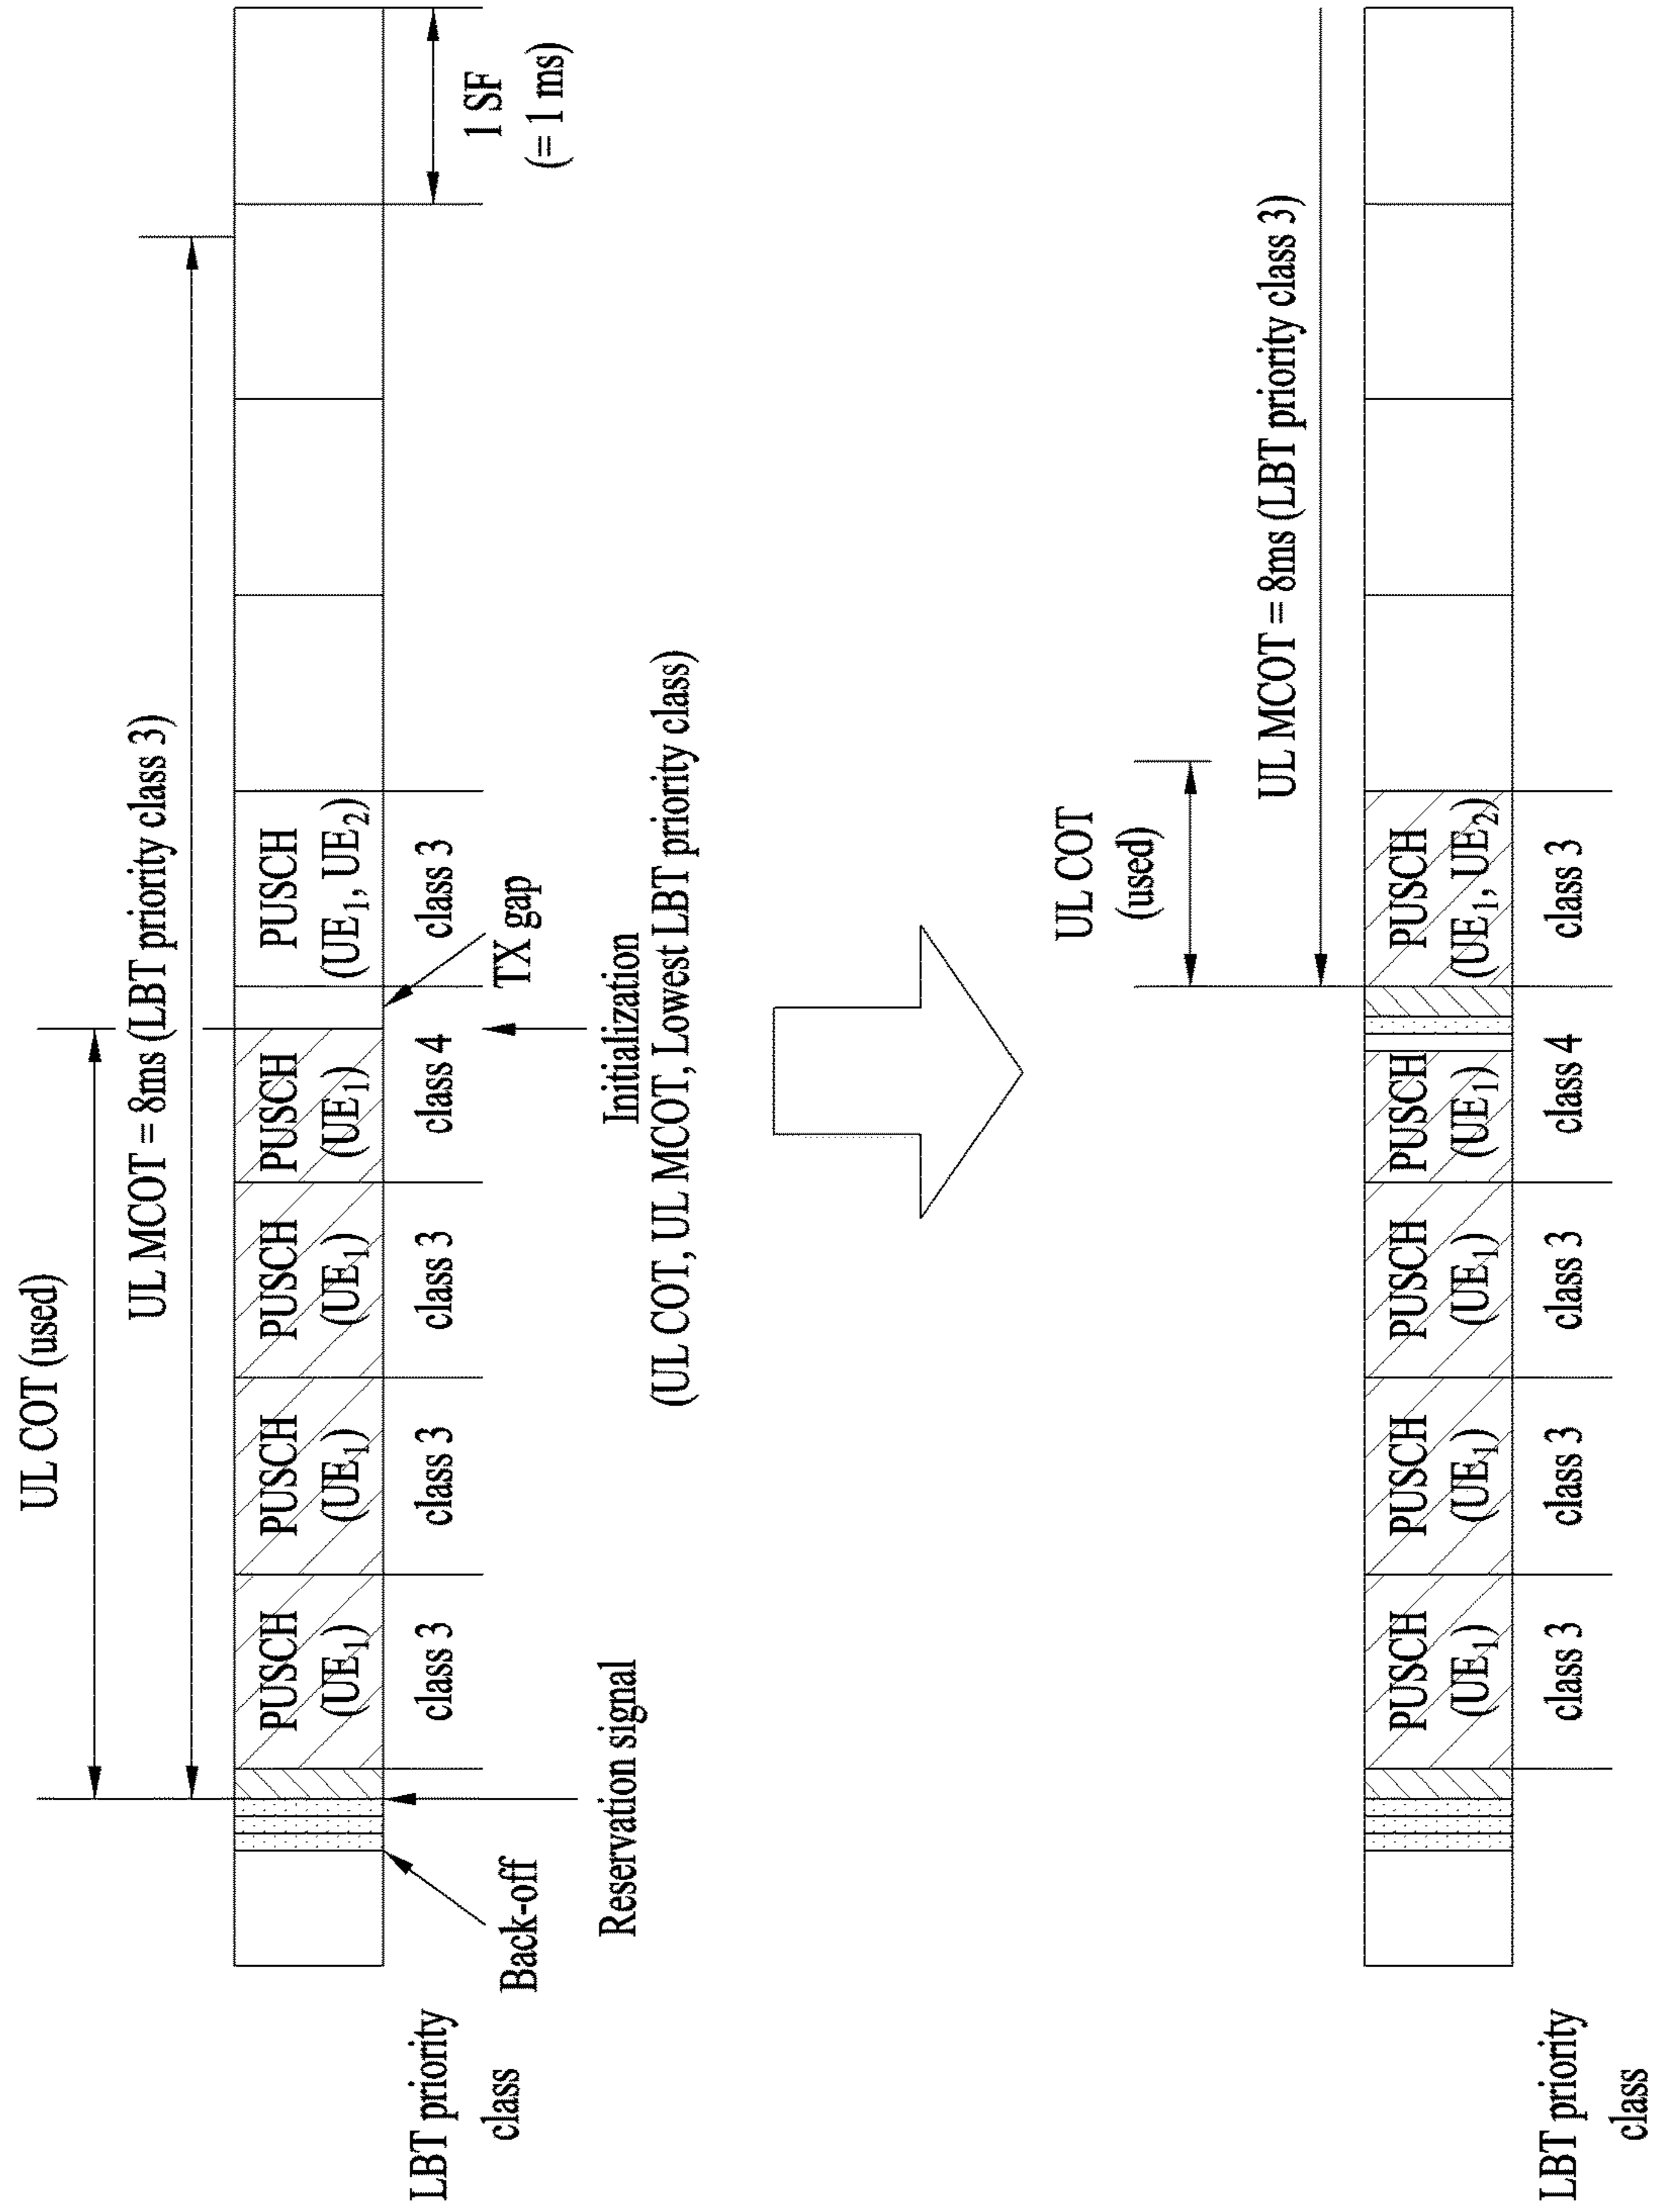 UL COT (used)
UL MCOT = 8ms (LBT priority class 3)
PUSCH
(UE₁)
PUSCH
(UE₁)
PUSCH
(UE₁)
PUSCH
(UE₁)
PUSCH
(UE₁, UE₂)
LBT priority
class
class 3
class 3
class 3
class 4
class 3
1 SF
(= 1 ms)
Back-off
TX gap
Reservation signal
Initialization
(UL COT, UL MCOT, Lowest LBT priority class)
UL COT
(used)
UL MCOT = 8ms (LBT priority class 3)
PUSCH
(UE₁)
PUSCH
(UE₁)
PUSCH
(UE₁)
PUSCH
(UE₁)
PUSCH
(UE₁, UE₂)
LBT priority
class
class 3
class 3
class 3
class 4
class 3